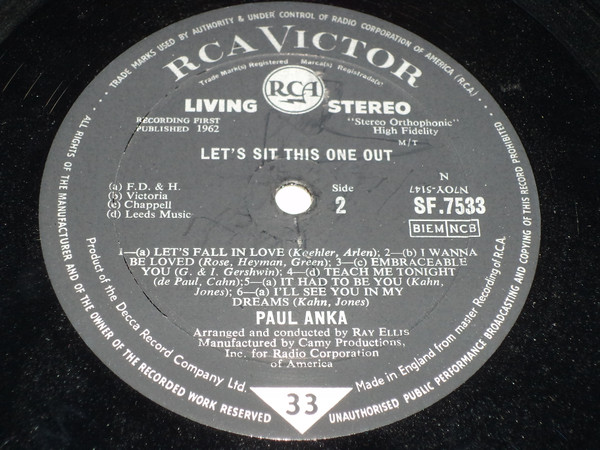 TRADE MARKS USED BY AUTHORITY & UNDER CONTROL OF RADIO CORPORATION OF AMERICA (R.C.A.)
RCA VICTOR
Trade Mark(s) Registered Marca(s) Registrada(s)
RCA
LIVING STEREO
RECORDING FIRST
PUBLISHED 1962
"Stereo Orthophonic"
High Fidelity
M/T
LET'S SIT THIS ONE OUT
(a) F.D. & H.
(b) Victoria
(c) Chappell
(d) Leeds Music
Side
2
N
N7OY-5141
SF.7533
BIEM NCB
1—(a) LET'S FALL IN LOVE (Koehler, Arlen); 2—(b) I WANNA
BE LOVED (Rose, Heyman, Green); 3—(c) EMBRACEABLE
YOU (G. & I. Gershwin); 4—(d) TEACH ME TONIGHT
(de Paul, Cahn); 5—(a) IT HAD TO BE YOU (Kahn,
Jones); 6—(a) I'LL SEE YOU IN MY
DREAMS (Kahn, Jones)
PAUL ANKA
Arranged and conducted by RAY ELLIS
Manufactured by Camy Productions,
Inc. for Radio Corporation
of America
Product of the Decca Record Company Ltd.
Made in England from master Recording of R.C.A.
33
ALL RIGHTS OF THE MANUFACTURER AND OF THE OWNER OF THE RECORDED WORK RESERVED
UNAUTHORISED PUBLIC PERFORMANCE BROADCASTING AND COPYING OF THIS RECORD PROHIBITED